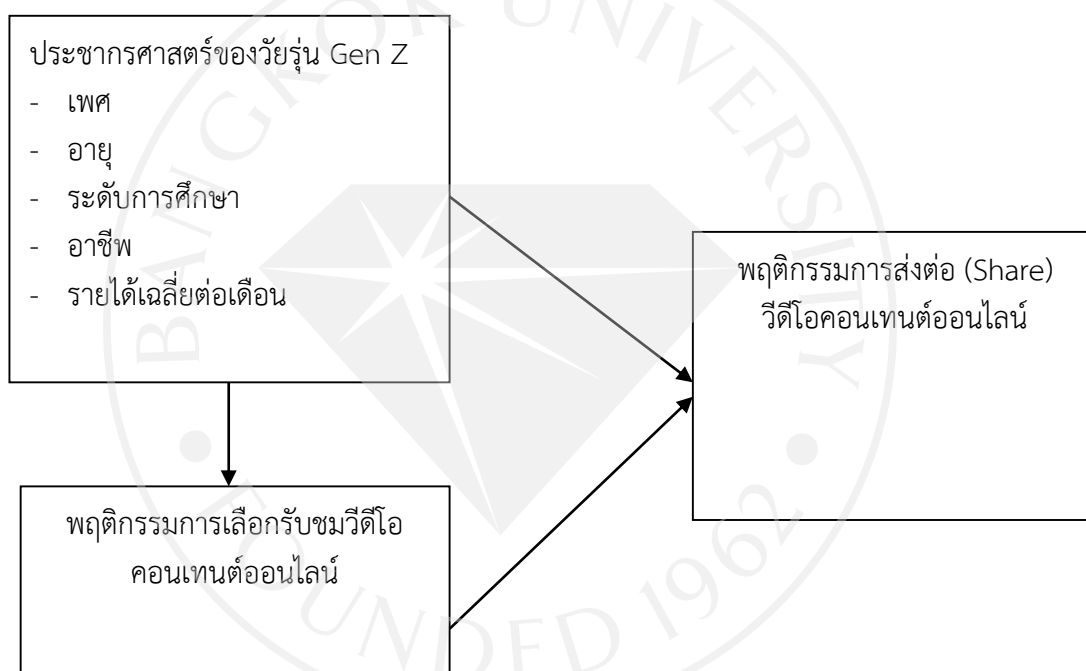 ประชากรศาสตร์ของวัยรุ่น Gen Z
- เพศ
- อายุ
- ระดับการศึกษา
- อาชีพ
- รายได้เฉลี่ยต่อเดือน
พฤติกรรมการส่งต่อ (Share)
วีดีโอคอนเทนต์ออนไลน์
พฤติกรรมการเลือกรับชมวีดีโอ
คอนเทนต์ออนไลน์
BANGKOK UNIVERSITY
FOUNDED 1962